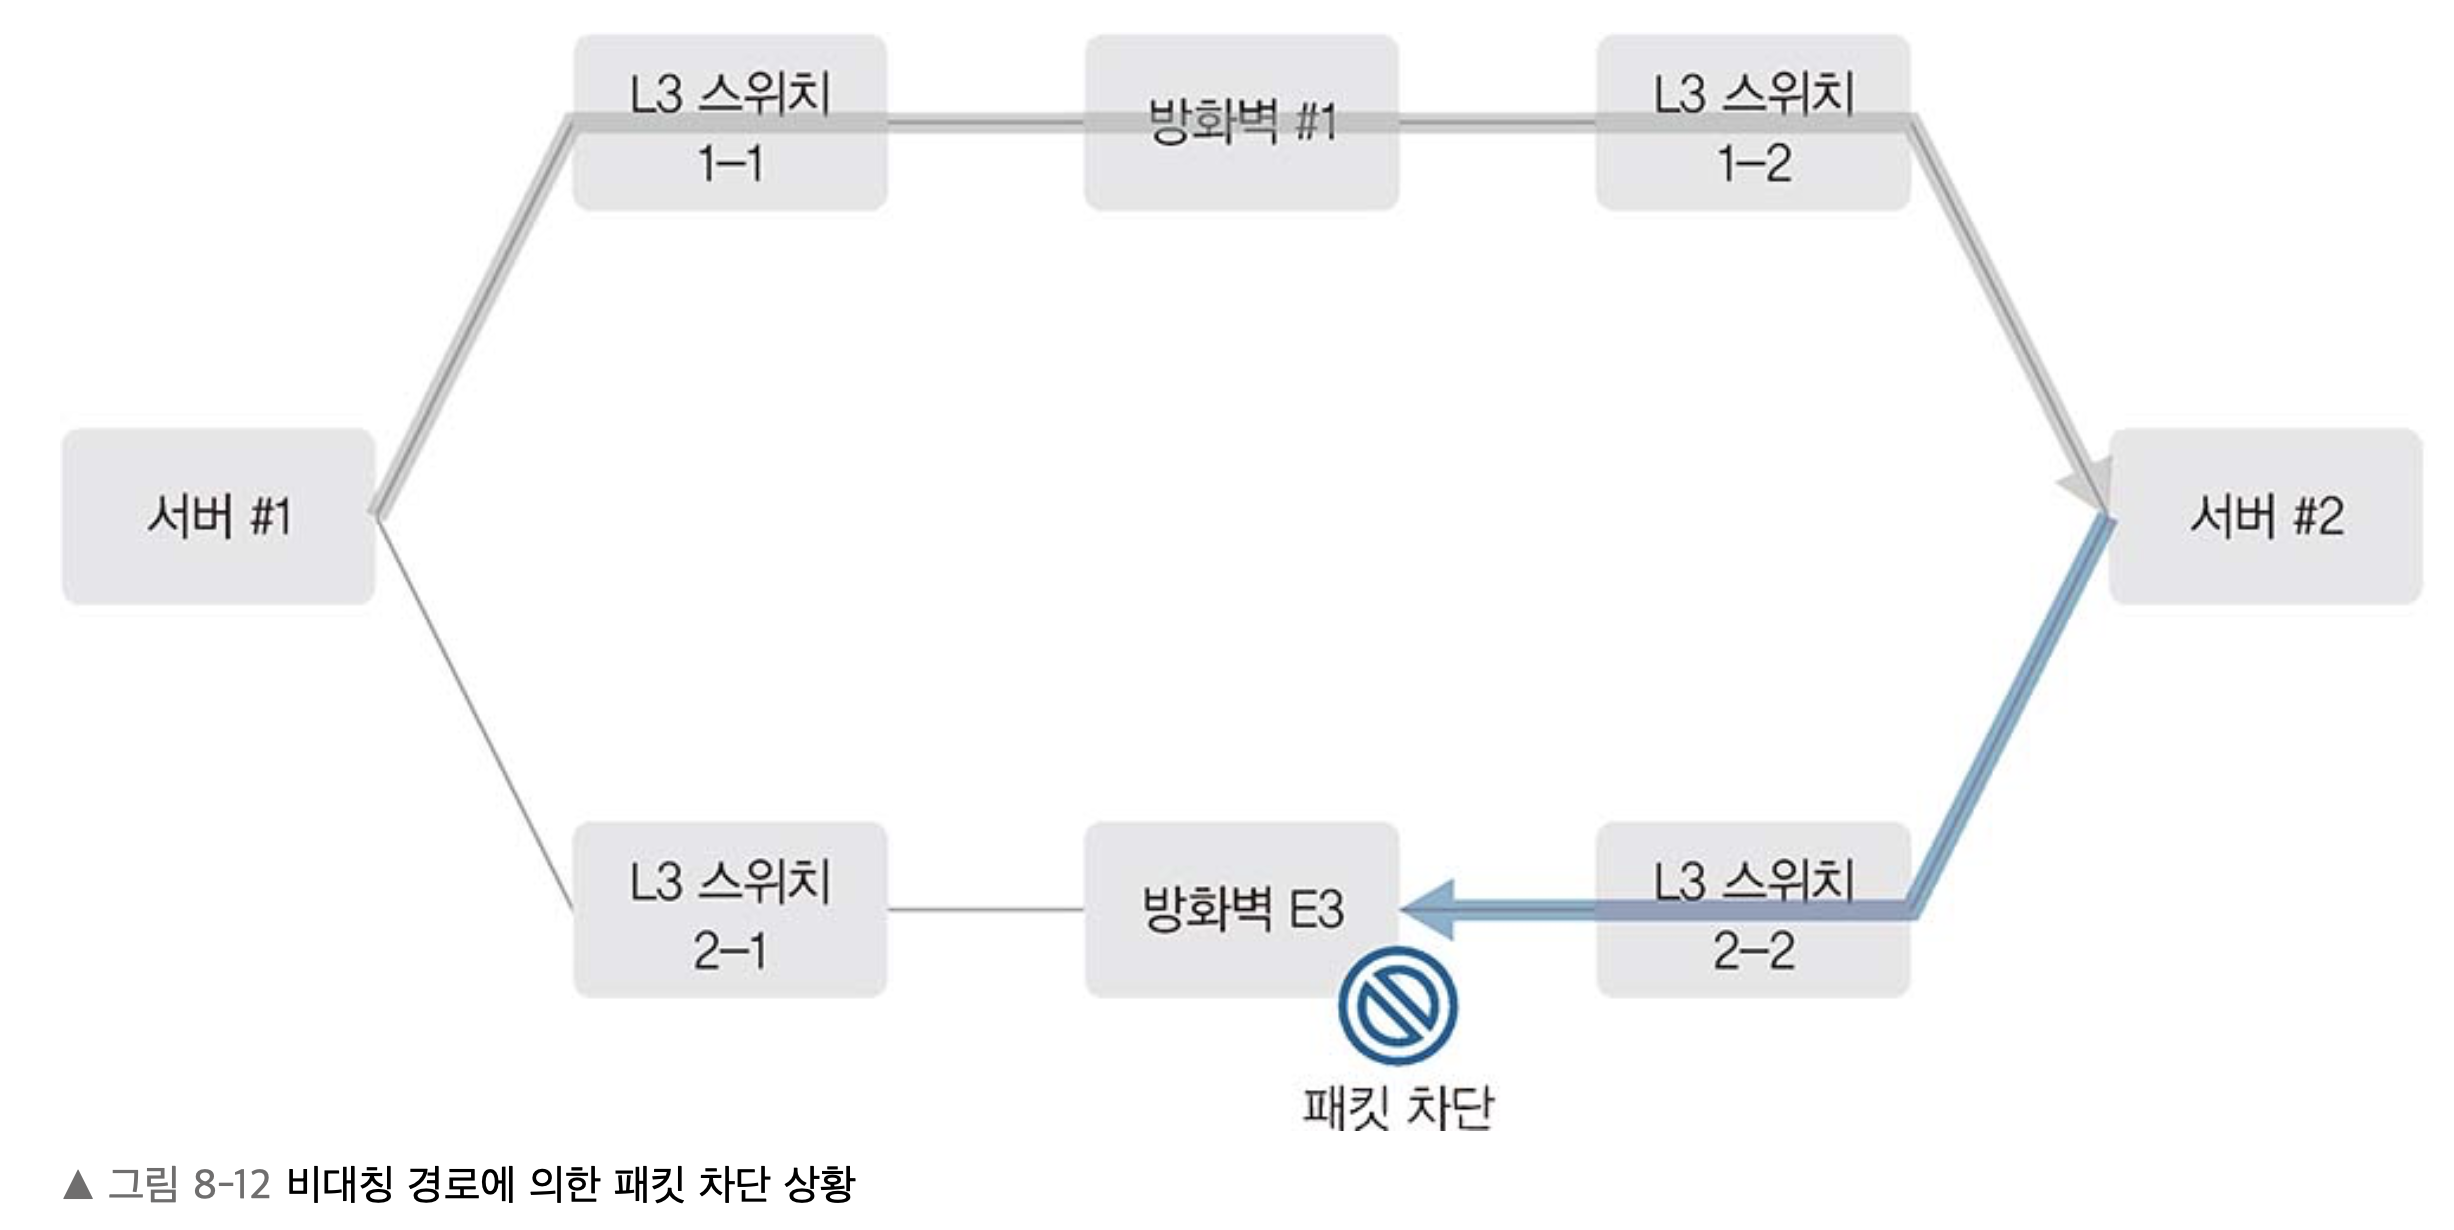 L3 스위치
1-1
방화벽 #1
L3 스위치
1-2
서버 #1
서버 #2
L3 스위치
2-1
방화벽 E3
L3 스위치
2-2
패킷 차단
▲ 그림 8-12 비대칭 경로에 의한 패킷 차단 상황